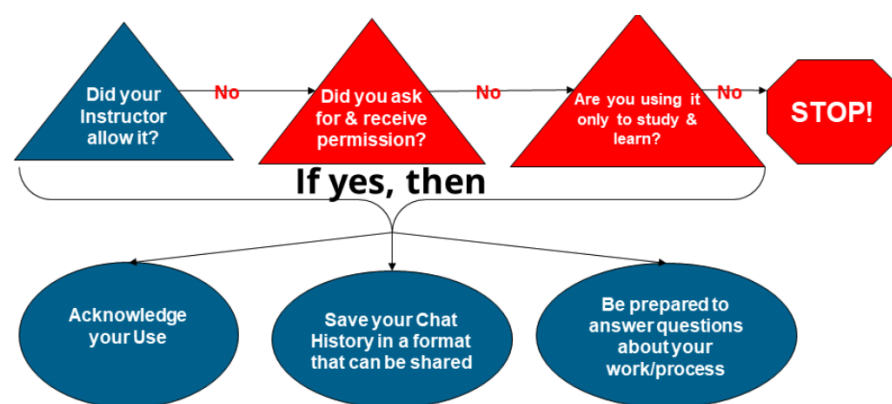 Did your
Instructor
allow it?
No
Did you ask
for & receive
permission?
No
Are you using it
only to study &
learn?
No
STOP!
If yes, then
Acknowledge
your Use
Save your Chat
History in a format
that can be shared
Be prepared to
answer questions
about your
work/process